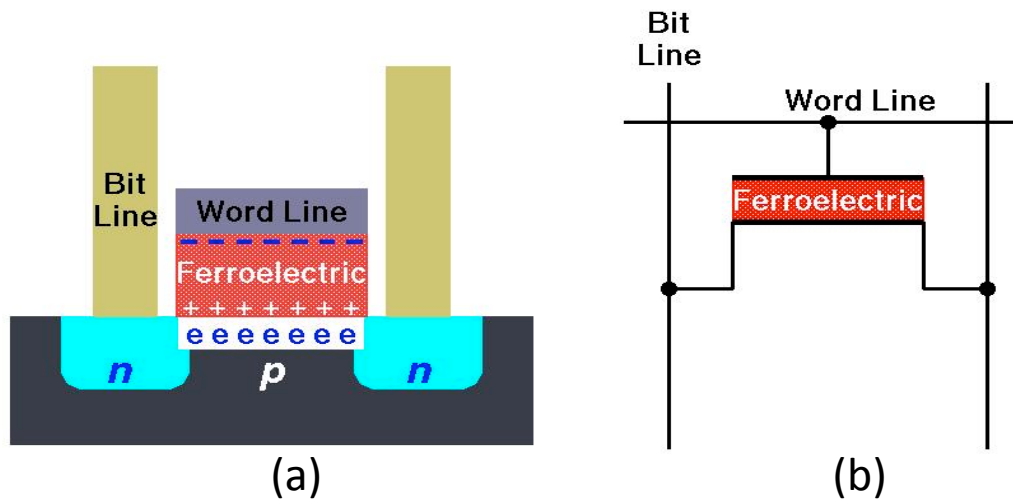 Bit
Line
Word Line
Ferroelectric
- - - - - - -
+ + + + + + +
e e e e e e e
n
p
n
(a)
Bit
Line
Word Line
Ferroelectric
(b)